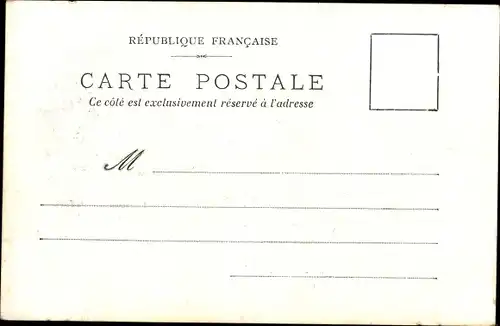 RÉPUBLIQUE FRANÇAISE
CARTE POSTALE
Ce côté est exclusivement réservé à l'adresse
M